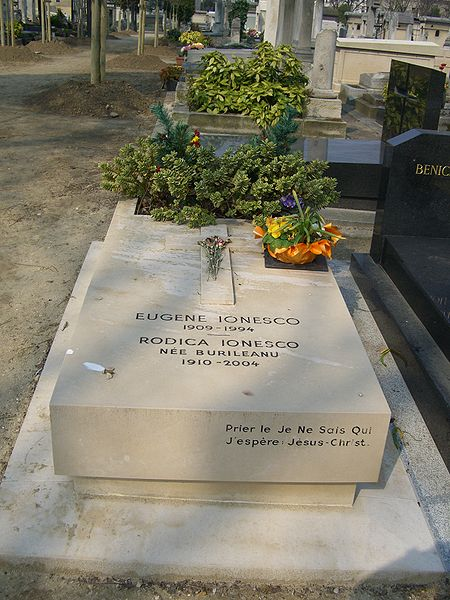 EUGENE IONESCO
1909-1994
RODICA IONESCO
NÉE BURILEANU
1910-2004
Prier le Je Ne Sais Qui
J'espère: Jésus-Christ.
BENIC